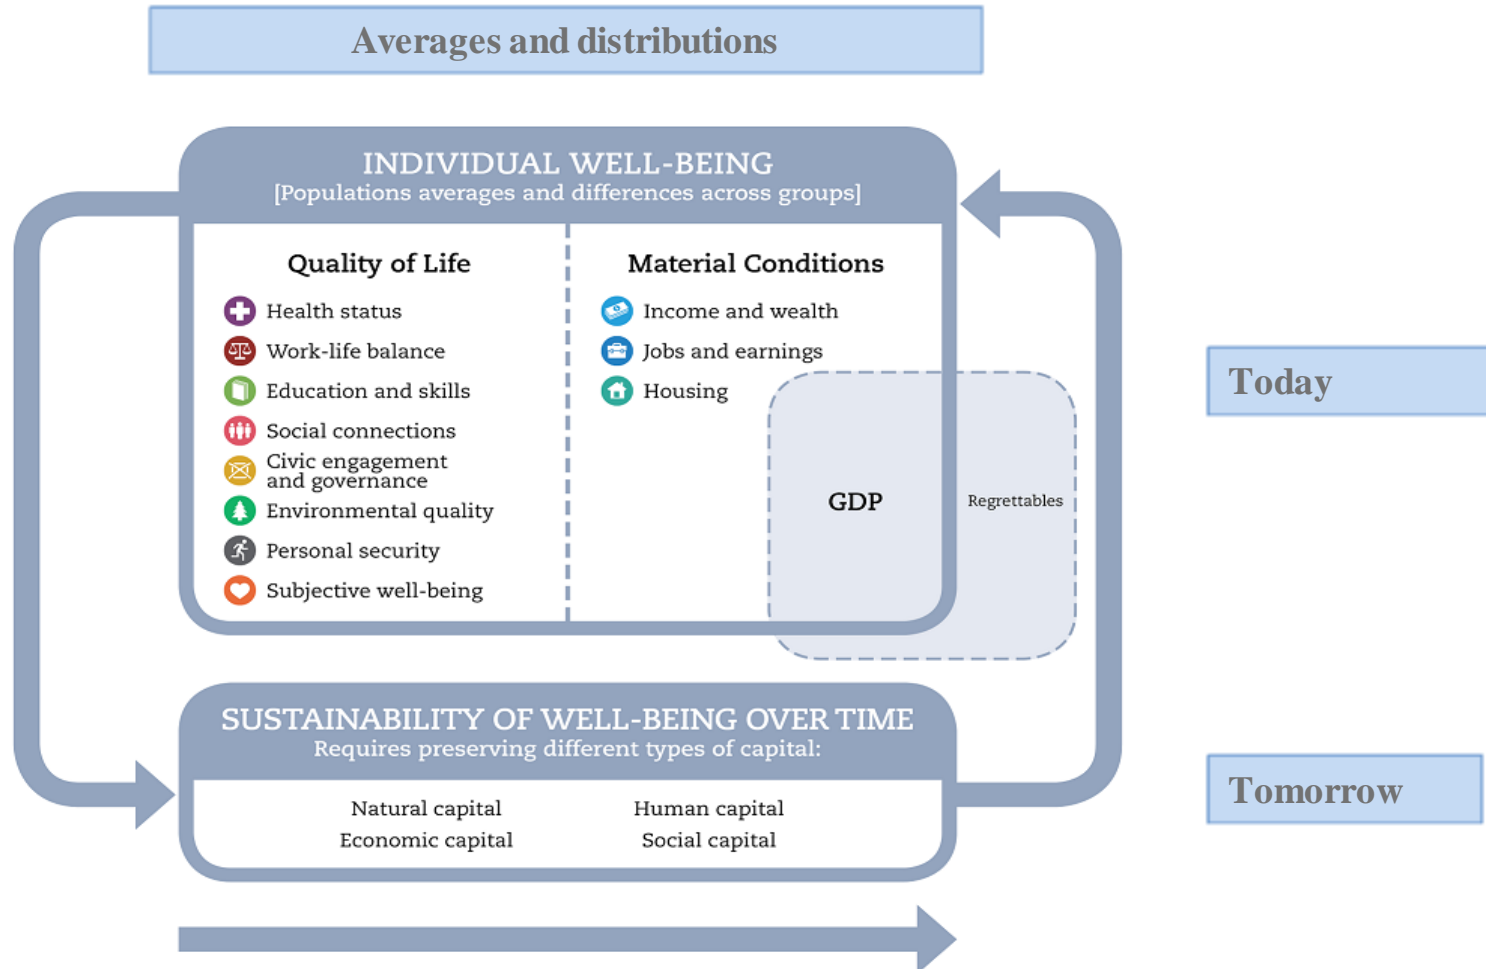 Averages and distributions
INDIVIDUAL WELL-BEING
[Populations averages and differences across groups]
Quality of Life
Health status
Work-life balance
Education and skills
Social connections
Civic engagement
and governance
Environmental quality
Personal security
Subjective well-being
Material Conditions
Income and wealth
Jobs and earnings
Housing
GDP
Regrettables
Today
SUSTAINABILITY OF WELL-BEING OVER TIME
Requires preserving different types of capital:
Natural capital
Human capital
Economic capital
Social capital
Tomorrow